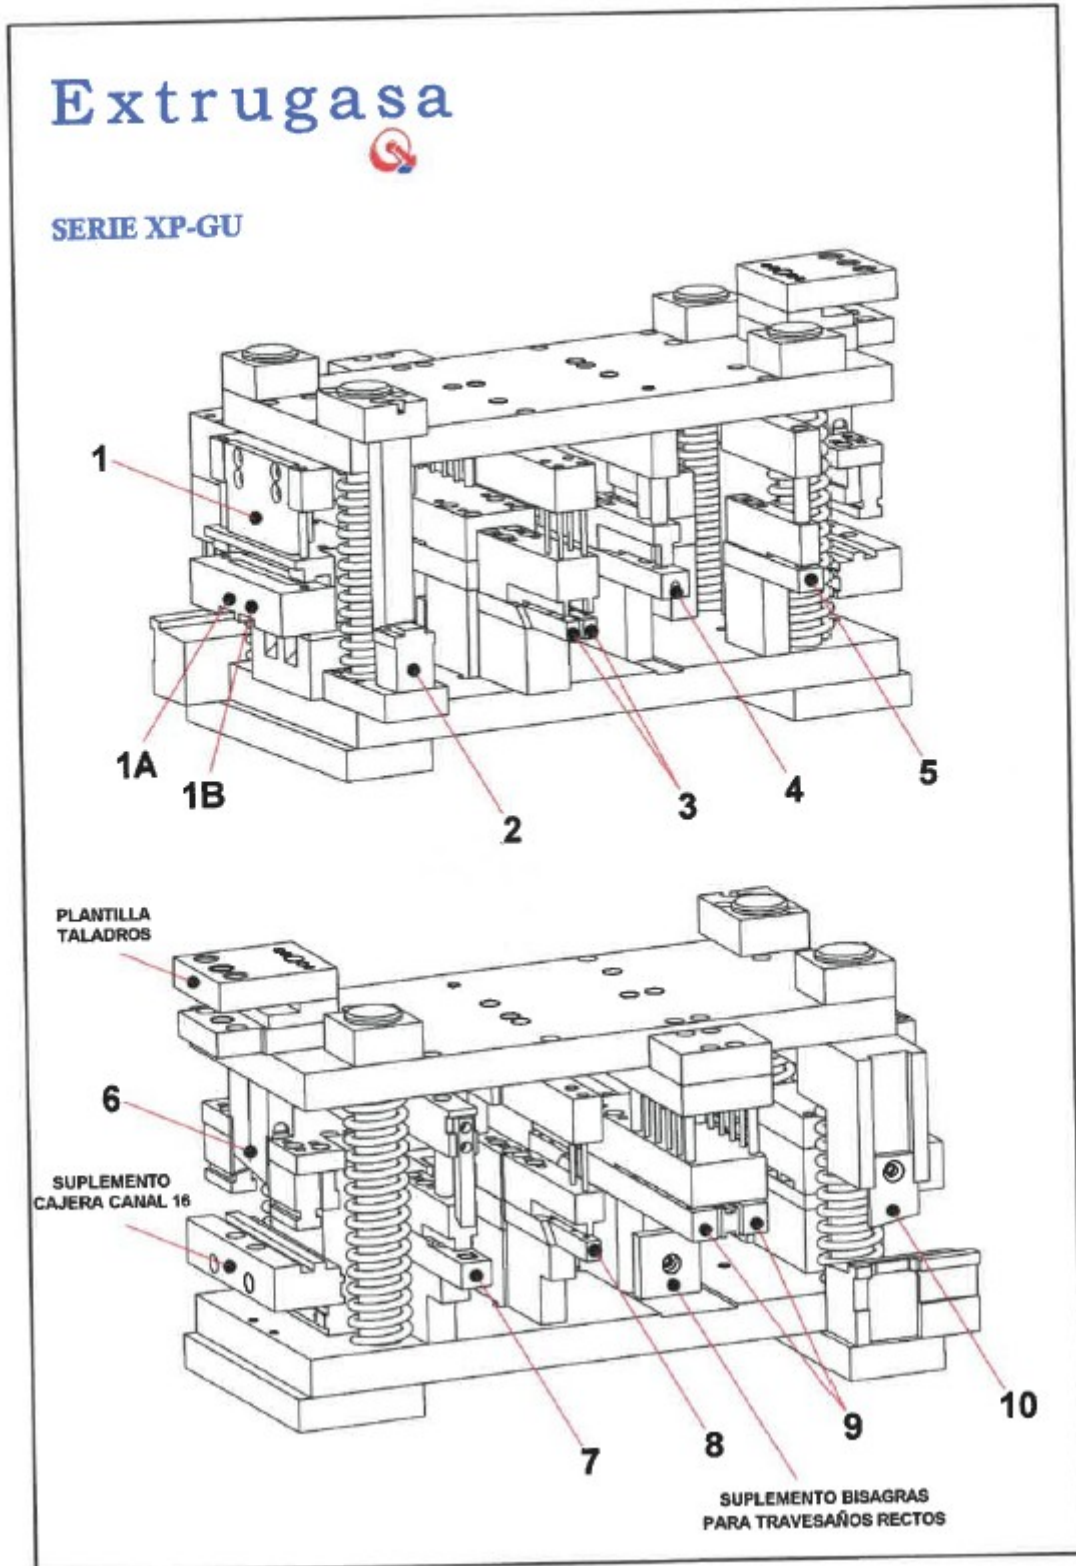 Extrugasa
SERIE XP-GU
1
1A
1B
2
3
4
5
PLANTILLA
TALADROS
6
SUPLEMENTO
CAJERA CANAL 16
7
8
9
10
SUPLEMENTO BISAGRAS
PARA TRAVESAÑOS RECTOS